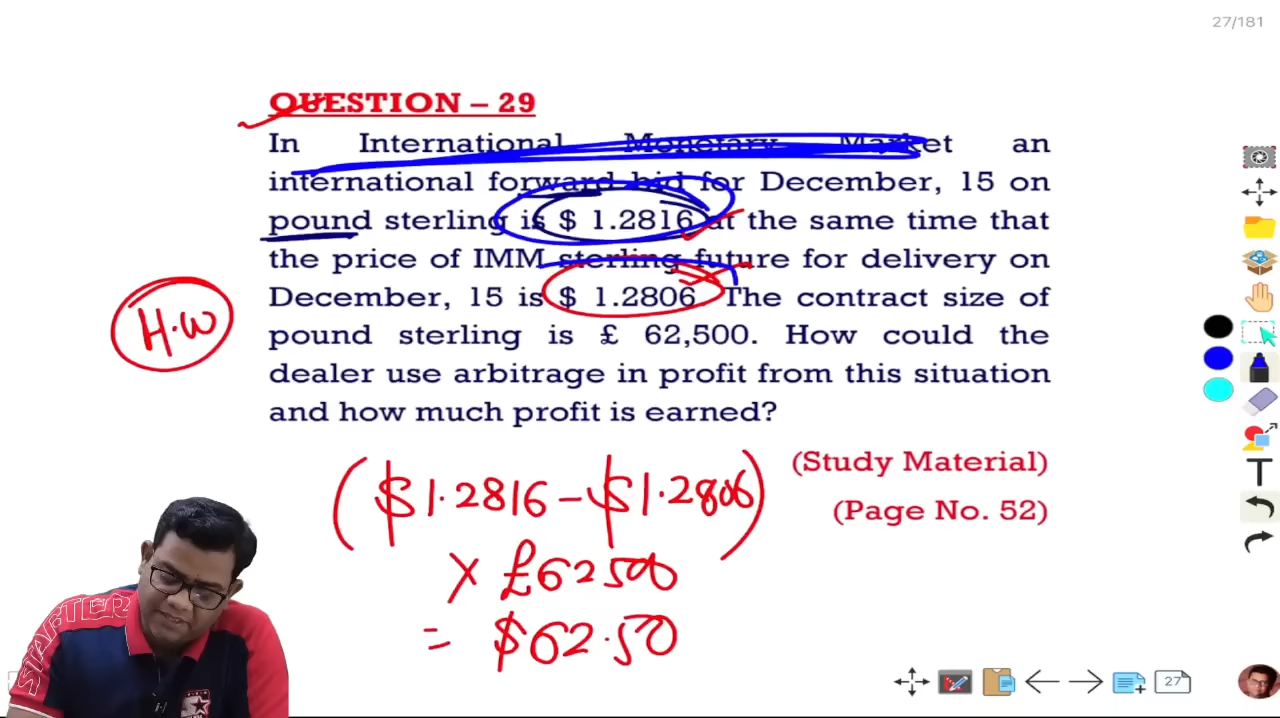 27/181
QUESTION – 29
In International Monetary Market an
international forward bid for December, 15 on
pound sterling is $ 1.2816 at the same time that
the price of IMM sterling future for delivery on
December, 15 is $ 1.2806. The contract size of
pound sterling is £ 62,500. How could the
dealer use arbitrage in profit from this situation
and how much profit is earned?
H.W
(Study Material)
(Page No. 52)
($1.2816 – $1.2806)
X £62500
= $62.50
STARTER
T
27